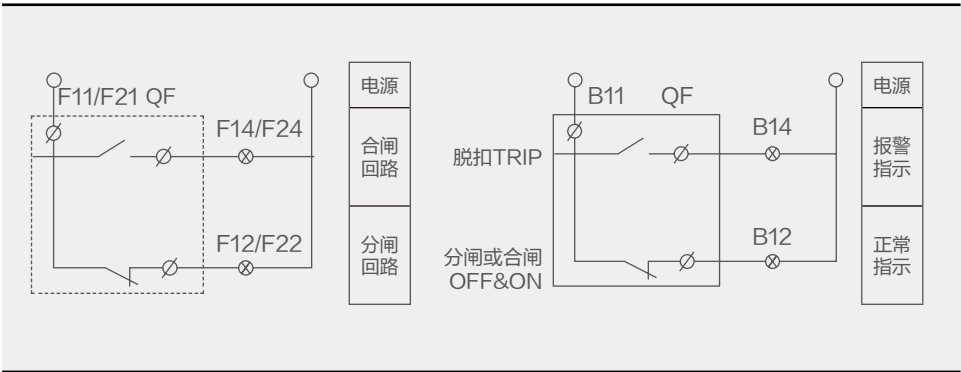 F11/F21 QF
F14/F24
F12/F22
电源
合闸
回路
分闸
回路
B11 QF
脱扣TRIP
B14
分闸或合闸
OFF&ON
B12
电源
报警
指示
正常
指示